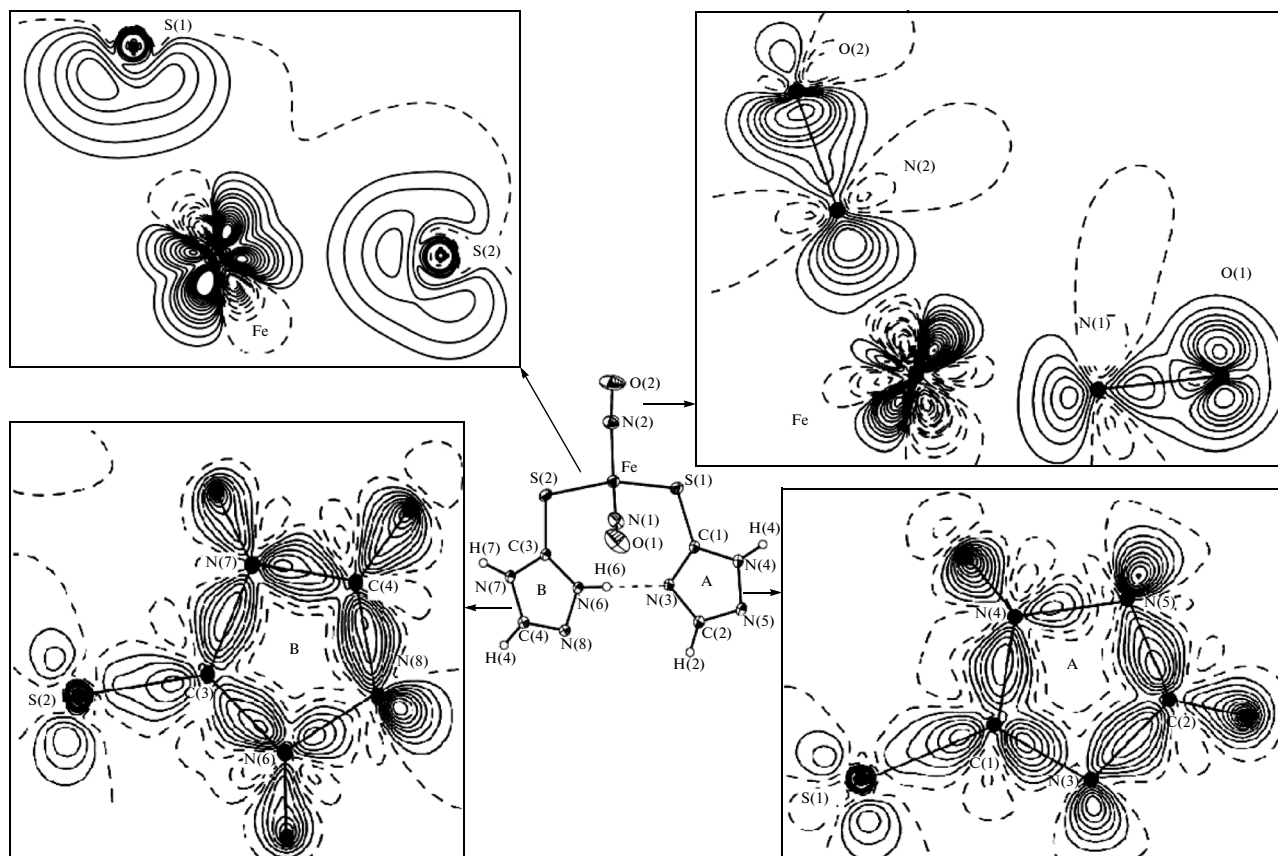 S(1)
S(2)
Fe
O(2)
N(2)
O(1)
N(1)
Fe
O(2)
N(2)
Fe
S(2)
S(1)
N(1)
O(1)
C(3)
C(1)
H(4)
H(7)
H(6)
N(4)
N(7)
B
A
N(6)
N(3)
N(5)
C(4)
C(2)
N(8)
H(4)
H(2)
N(7)
C(4)
B
N(8)
S(2)
C(3)
N(6)
N(4)
N(5)
A
C(2)
C(1)
N(3)
S(1)